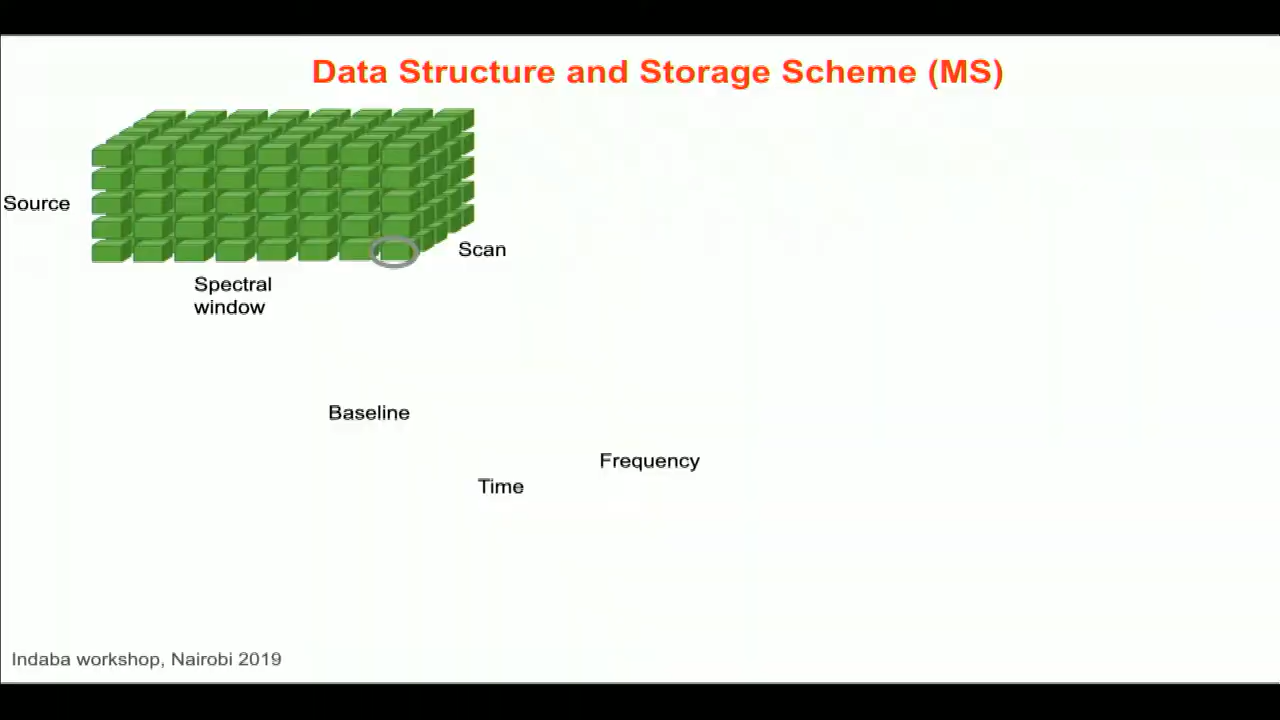 Data Structure and Storage Scheme (MS)
Source
Scan
Spectral
window
Baseline
Frequency
Time
Indaba workshop, Nairobi 2019